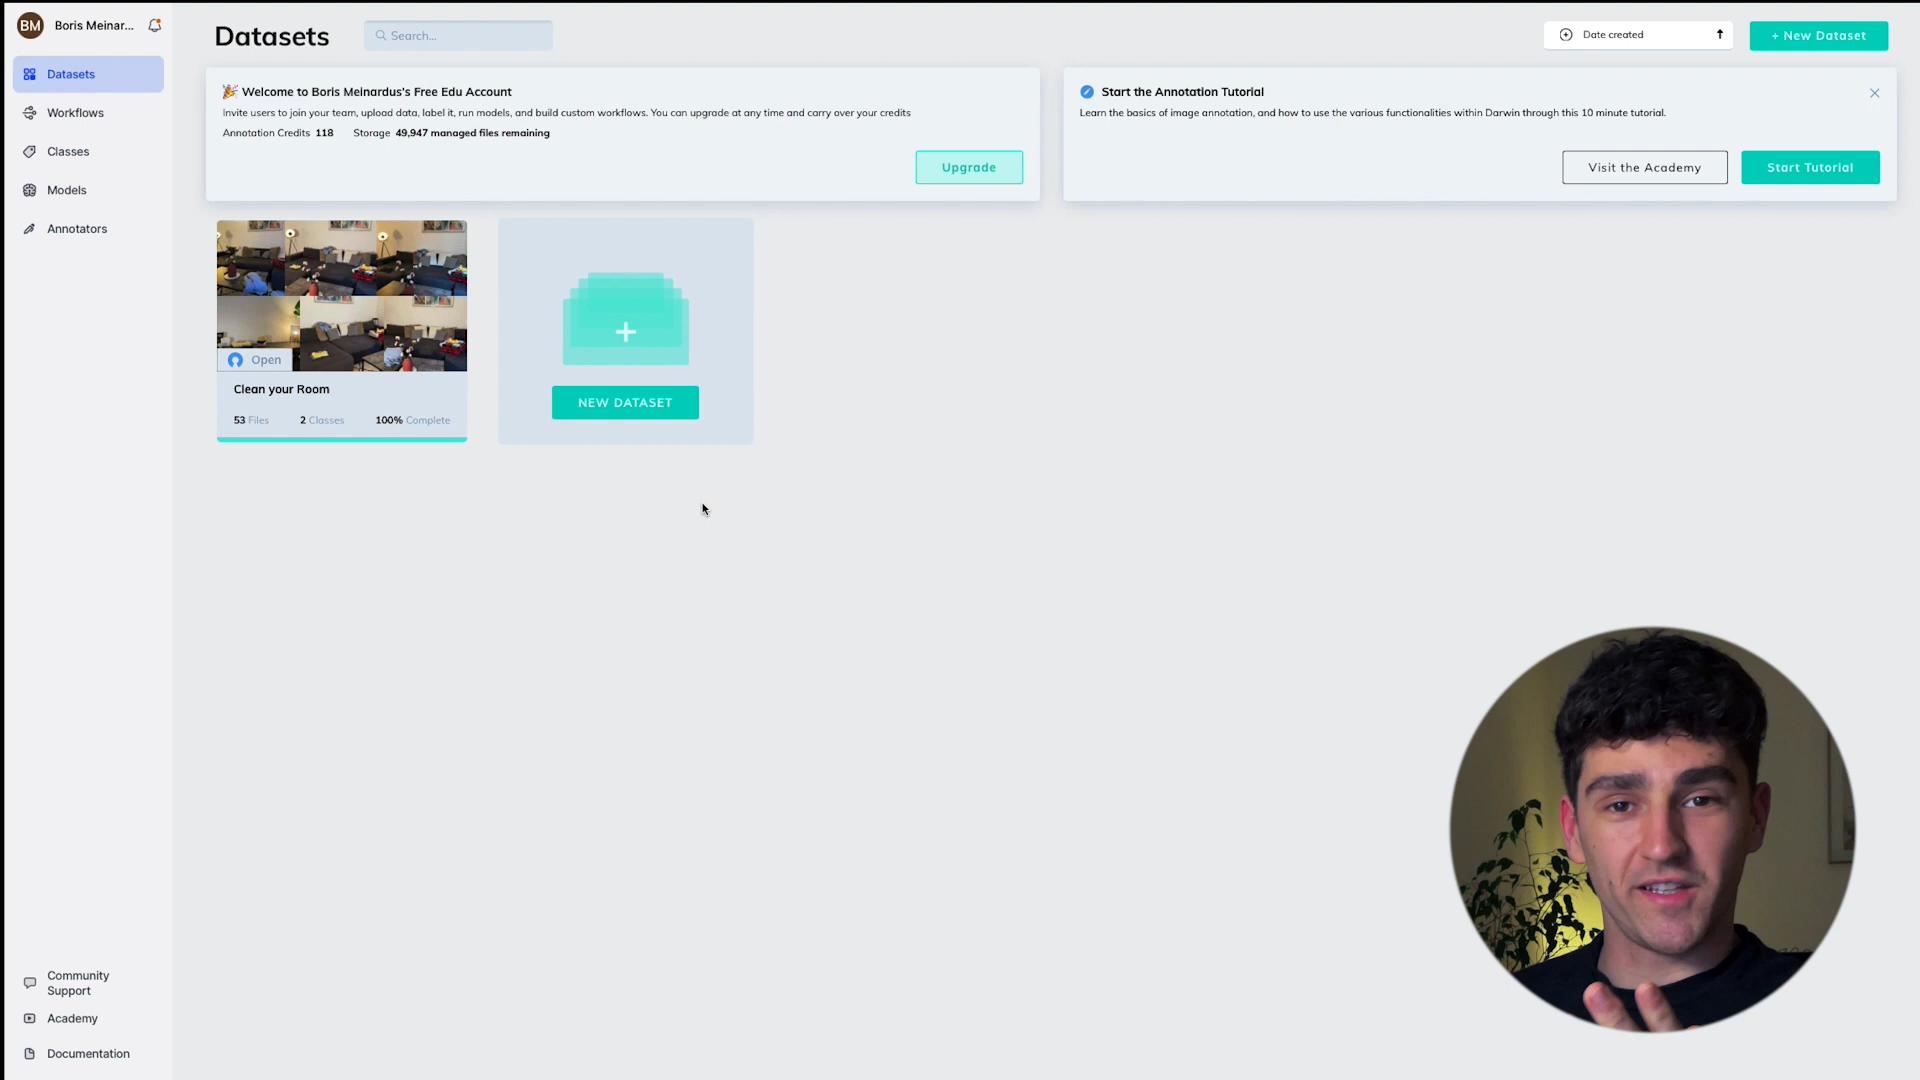 BM Boris Meinar...
Datasets
Workflows
Classes
Models
Annotators
Community
Support
Academy
Documentation
Datasets
Search...
Date created
+ New Dataset
Welcome to Boris Meinardus's Free Edu Account
Invite users to join your team, upload data, label it, run models, and build custom workflows. You can upgrade at any time and carry over your credits
Annotation Credits 118 Storage 49,947 managed files remaining
Upgrade
Start the Annotation Tutorial
Learn the basics of image annotation, and how to use the various functionalities within Darwin through this 10 minute tutorial.
Visit the Academy
Start Tutorial
Open
Clean your Room
53 Files 2 Classes 100% Complete
NEW DATASET